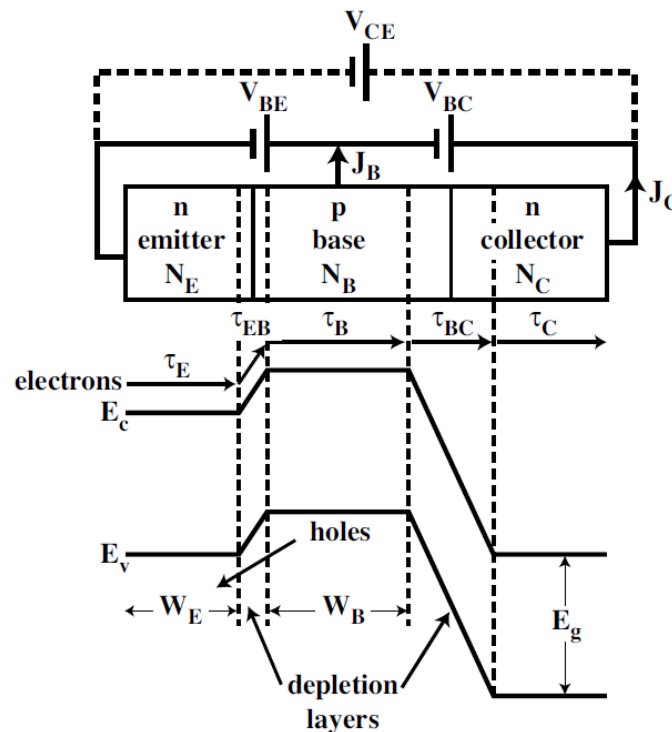 V_CE
V_BE V_BC
J_B
J_C
n p n
emitter base collector
N_E N_B N_C
τ_EB τ_B τ_BC τ_C
τ_E
electrons
E_c
holes
E_v
W_E W_B E_g
depletion
layers